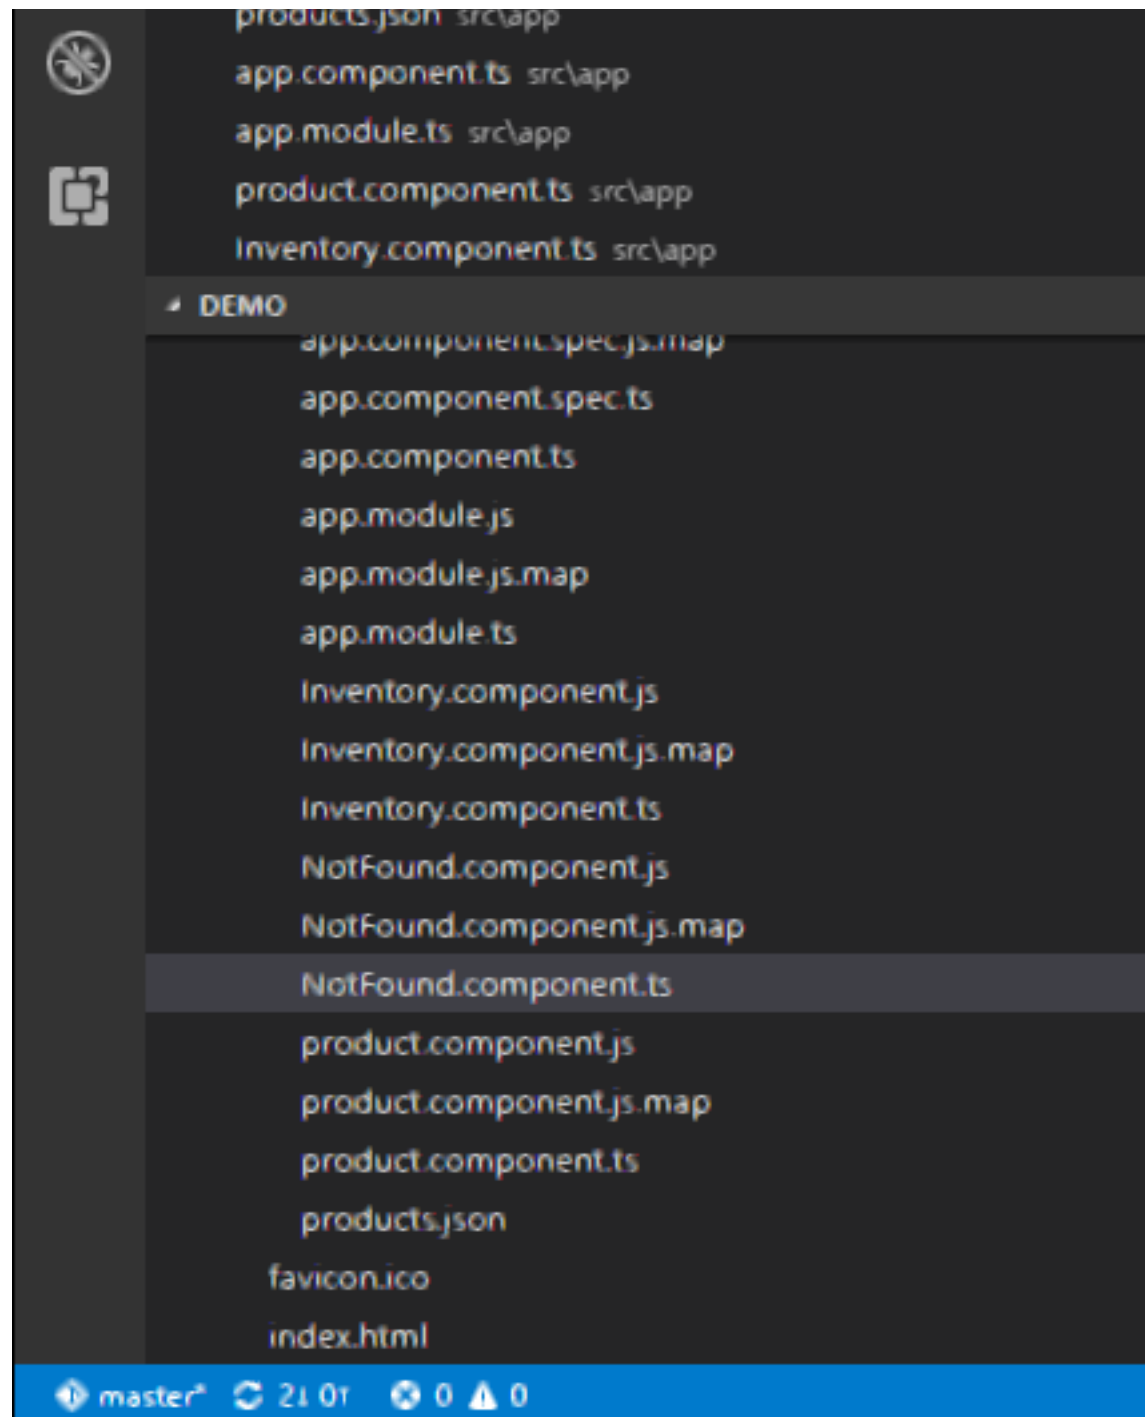 products.json src\app
app.component.ts src\app
app.module.ts src\app
product.component.ts src\app
Inventory.component.ts src\app
DEMO
app.component.spec.js.map
app.component.spec.ts
app.component.ts
app.module.js
app.module.js.map
app.module.ts
Inventory.component.js
Inventory.component.js.map
Inventory.component.ts
NotFound.component.js
NotFound.component.js.map
NotFound.component.ts
product.component.js
product.component.js.map
product.component.ts
products.json
favicon.ico
index.html
master* 2↓ 0↑ 0 0